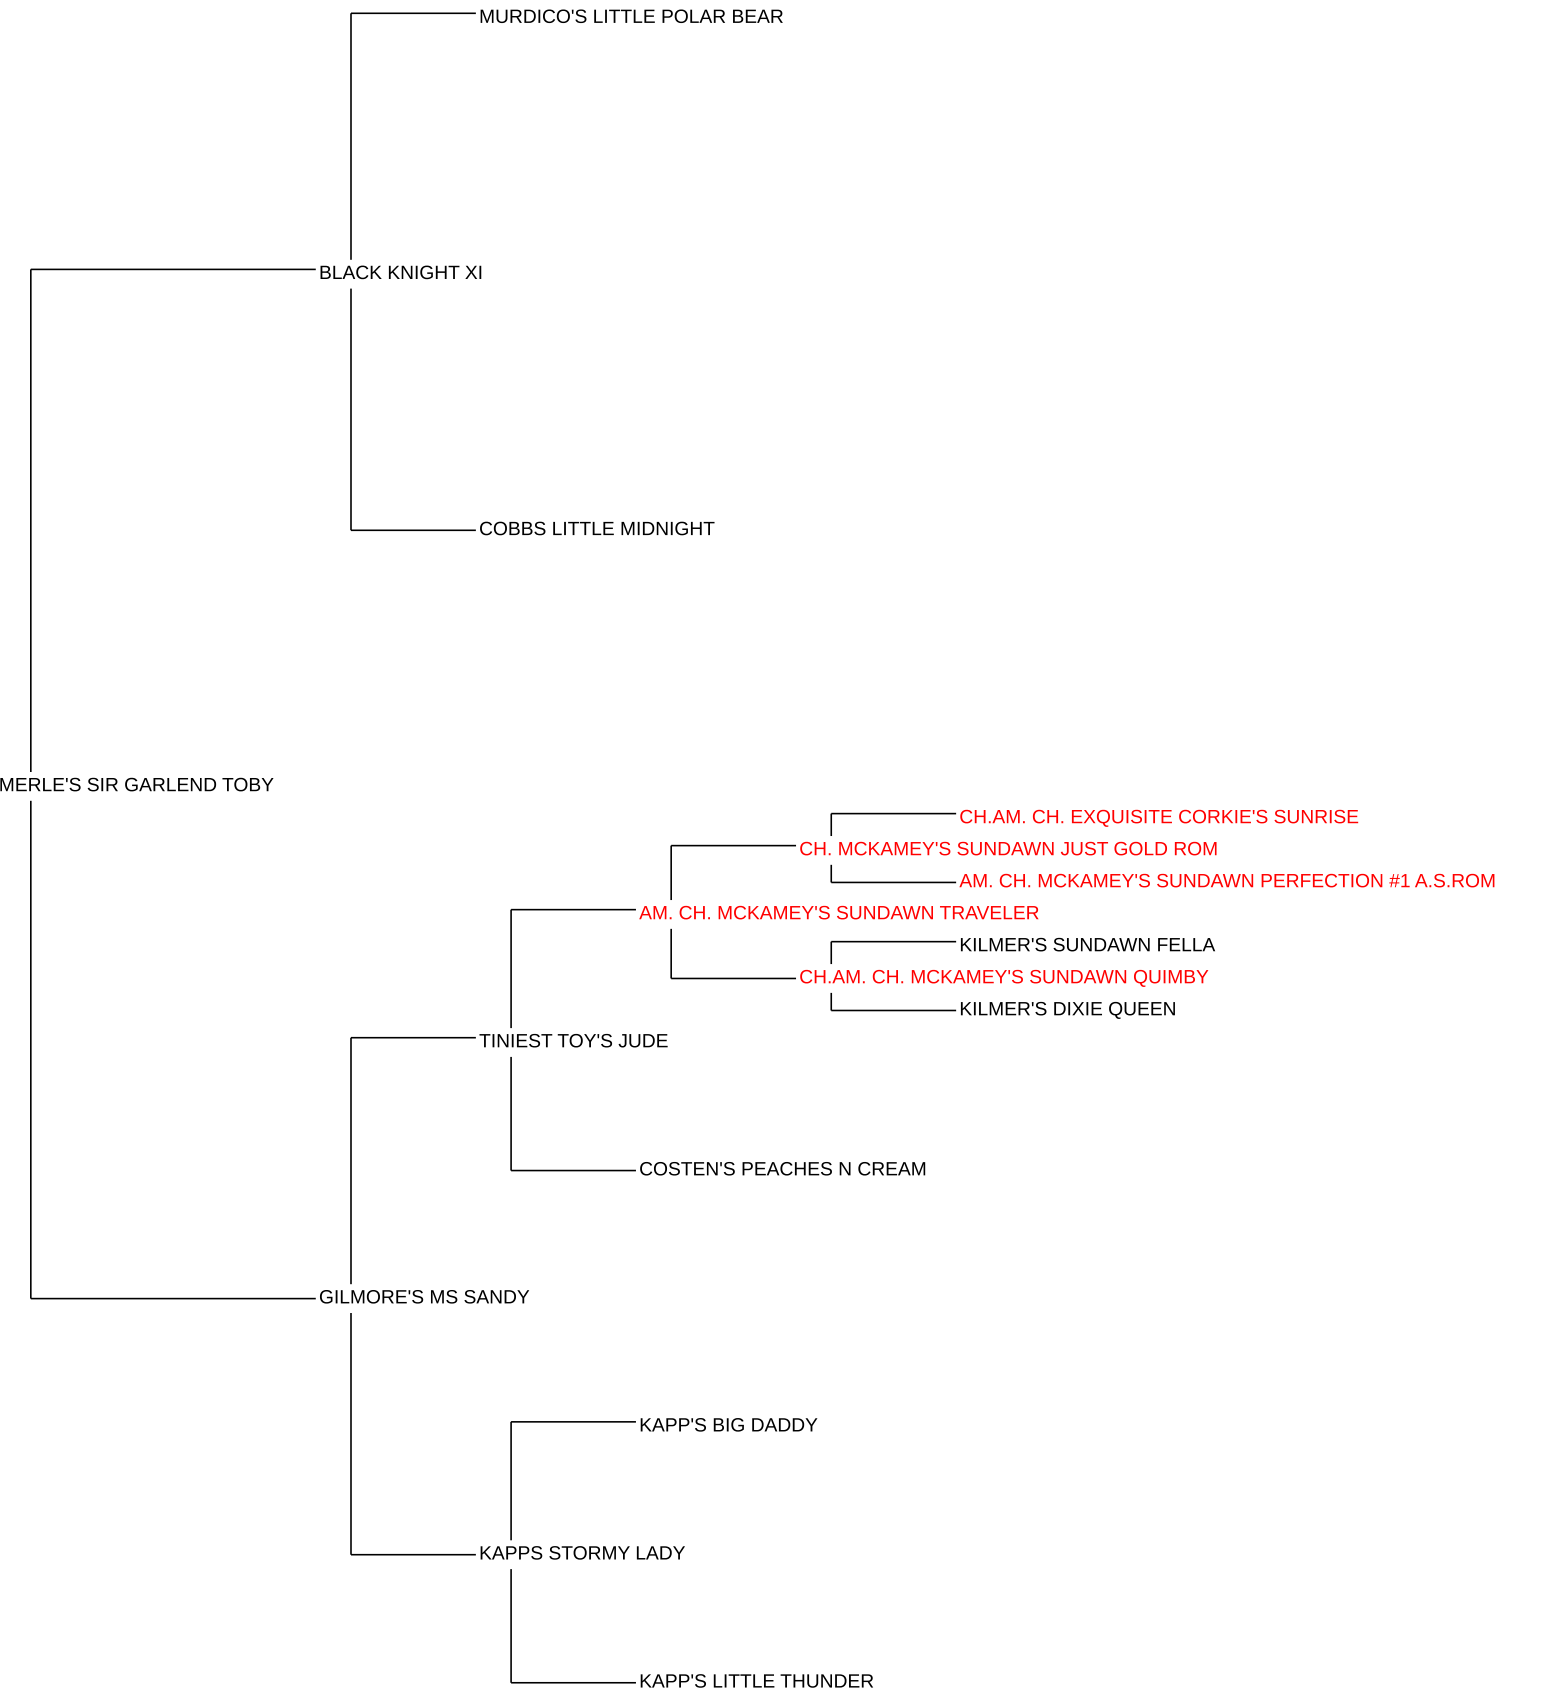 MURDICO'S LITTLE POLAR BEAR
BLACK KNIGHT XI
COBBS LITTLE MIDNIGHT
MERLE'S SIR GARLEND TOBY
CH.AM. CH. EXQUISITE CORKIE'S SUNRISE
CH. MCKAMEY'S SUNDAWN JUST GOLD ROM
AM. CH. MCKAMEY'S SUNDAWN PERFECTION #1 A.S.ROM
AM. CH. MCKAMEY'S SUNDAWN TRAVELER
KILMER'S SUNDAWN FELLA
CH.AM. CH. MCKAMEY'S SUNDAWN QUIMBY
KILMER'S DIXIE QUEEN
TINIEST TOY'S JUDE
COSTEN'S PEACHES N CREAM
GILMORE'S MS SANDY
KAPP'S BIG DADDY
KAPPS STORMY LADY
KAPP'S LITTLE THUNDER